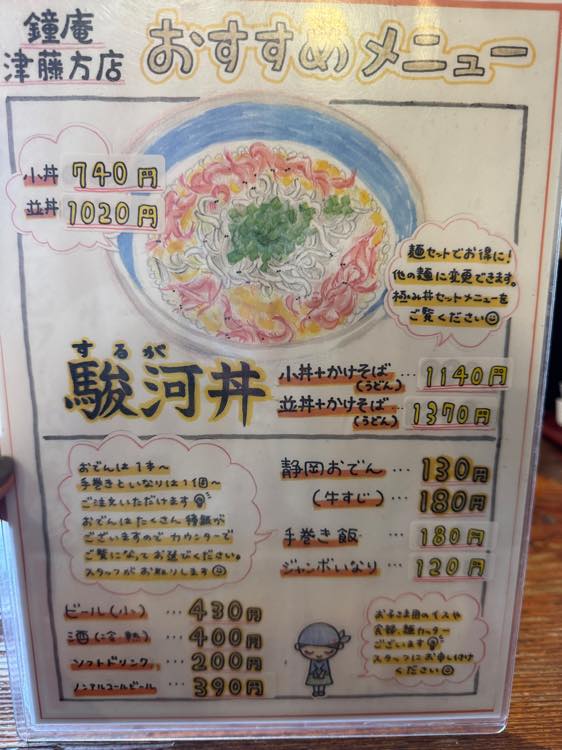 鐘庵
津藤方店
おすすめメニュー
小丼 740円
並丼 1020円
麺セットでお得に!
他の麺に変更できます。
極み丼セットメニューを
ご覧ください
するが
駿河丼
小丼+かけそば(うどん)… 1140円
並丼+かけそば(うどん)… 1370円
おでんは1本~
手巻きといなりは1個~
ご注文いただけます
おでんはたくさん種類が
ございますのでカウンターで
ご覧になってお選びください。
スタッフがお取りします
静岡おでん… 130円
(牛すじ)… 180円
手巻き飯 … 180円
ジャンボいなり… 120円
ビール(小) … 430円
酒(冷・熱) … 400円
ソフトドリンク … 200円
ノンアルコールビール … 390円
お子さま用のイスや
食器、麺カッター
ございます
スタッフにお申し付け
ください